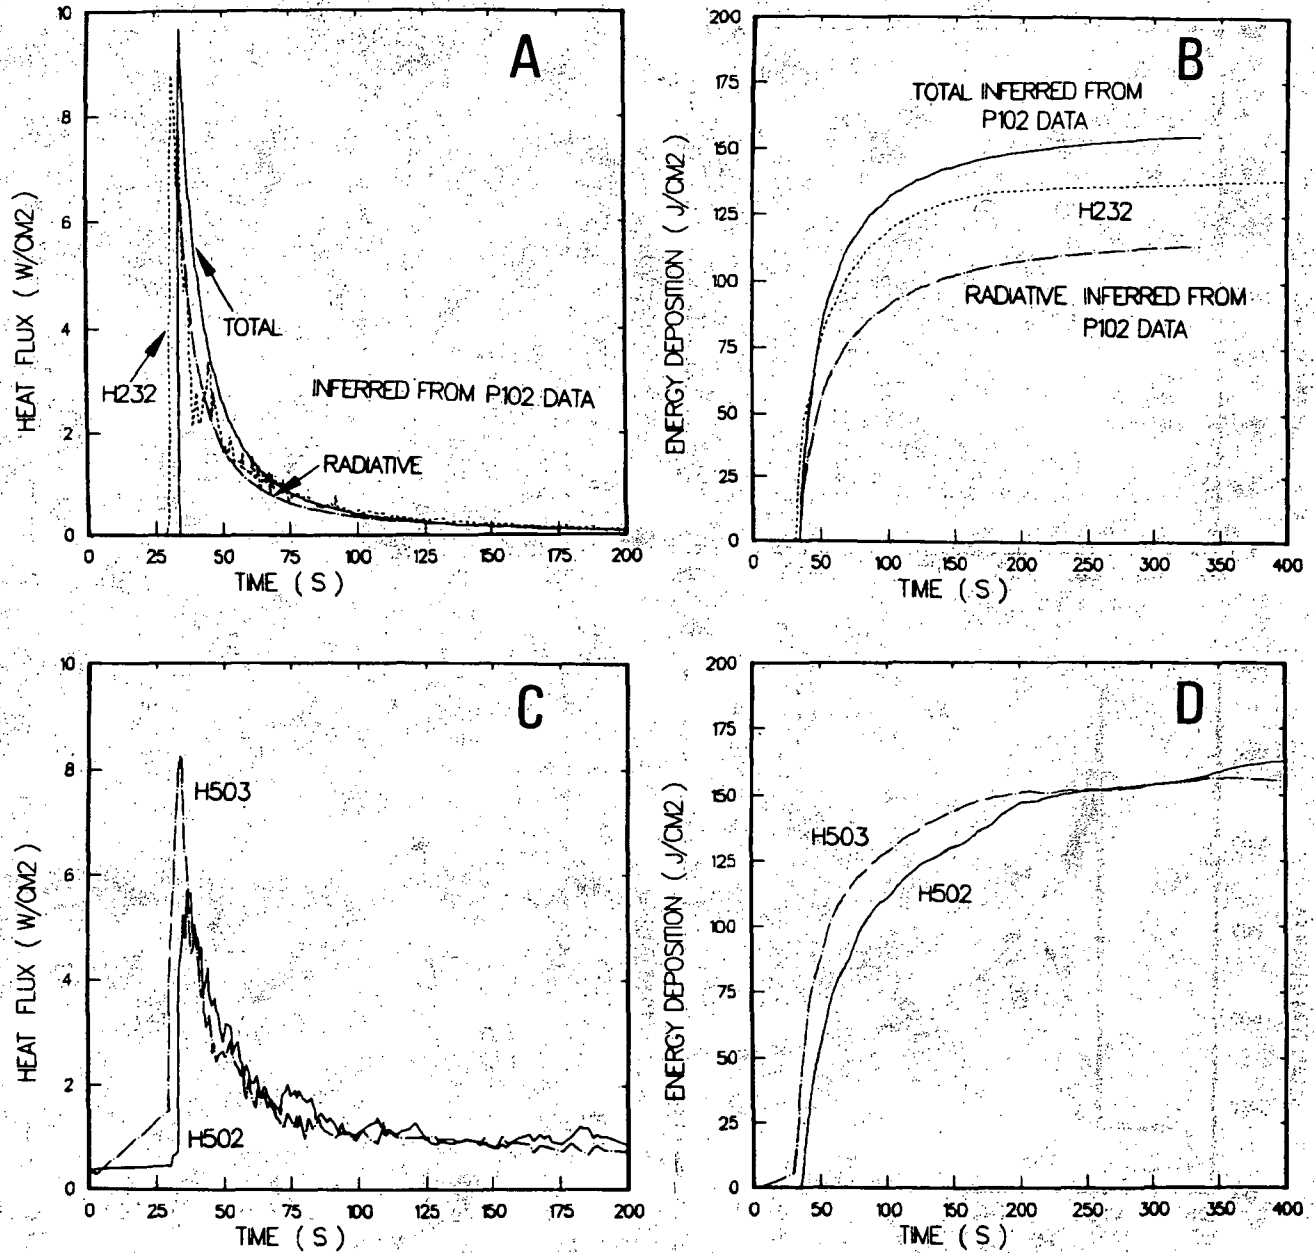 A
10
8
6
4
2
0
HEAT FLUX ( W/CM2 )
TOTAL
H232
INFERRED FROM P102 DATA
RADIATIVE
0 25 50 75 100 125 150 175 200
TIME ( S )
B
200
175
150
125
100
75
50
25
0
ENERGY DEPOSITION ( J/CM2 )
TOTAL INFERRED FROM
P102 DATA
H232
RADIATIVE INFERRED FROM
P102 DATA
0 50 100 150 200 250 300 350 400
TIME ( S )
C
10
8
6
4
2
0
HEAT FLUX ( W/CM2 )
H503
H502
0 25 50 75 100 125 150 175 200
TIME ( S )
D
200
175
150
125
100
75
50
25
0
ENERGY DEPOSITION ( J/CM2 )
H503
H502
0 50 100 150 200 250 300 350 400
TIME ( S )